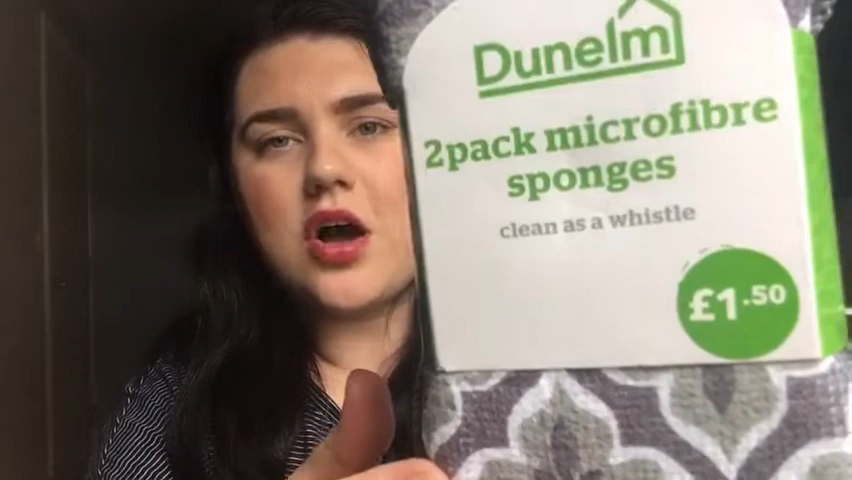 Dunelm
2pack microfibre
sponges
clean as a whistle
£1.50